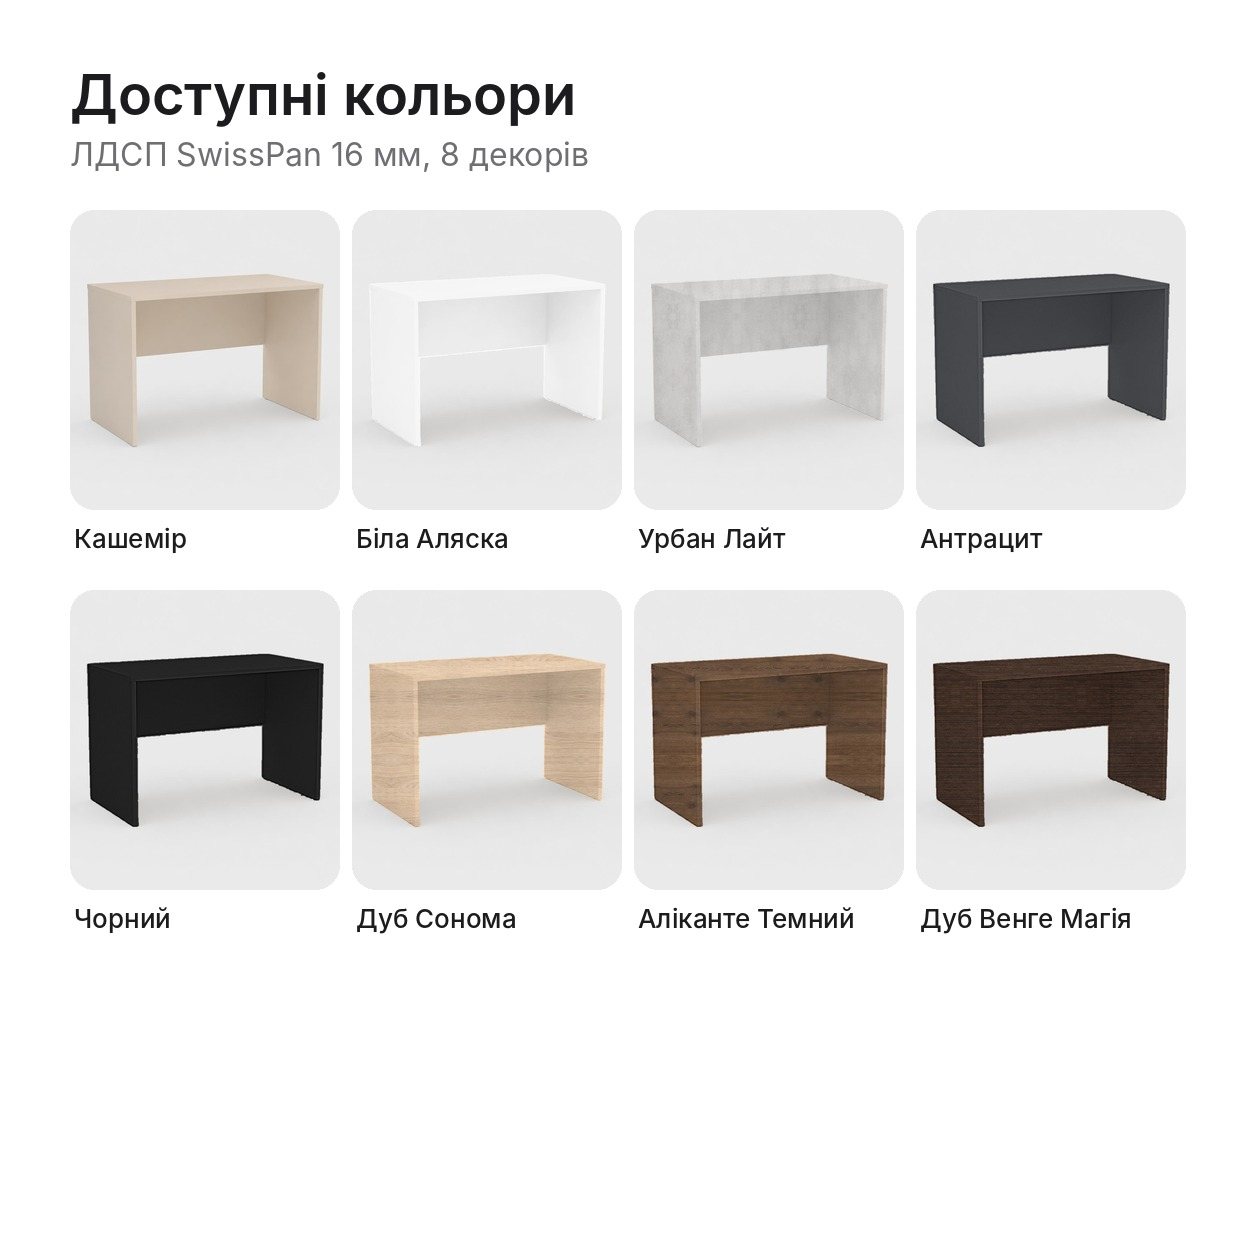 Доступні кольори
ЛДСП SwissPan 16 мм, 8 декорів
Кашемір
Біла Аляска
Урбан Лайт
Антрацит
Чорний
Дуб Сонома
Аліканте Темний
Дуб Венге Магія